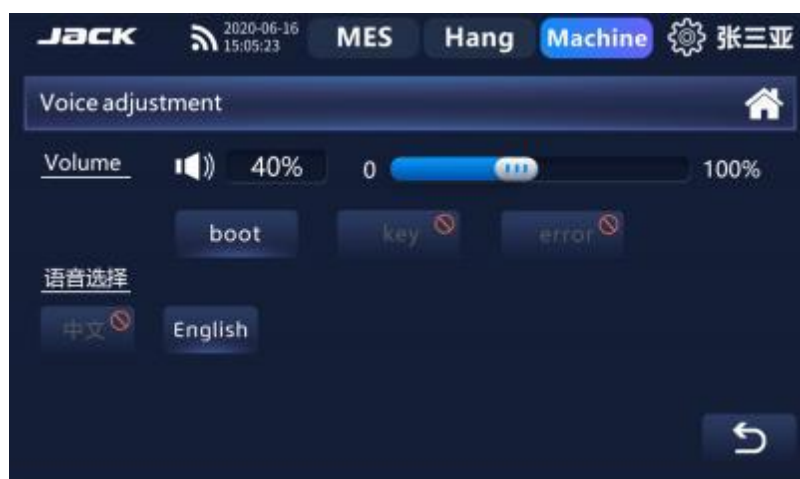 JACK 2020-06-16 MES Hang Machine 张三亚
15:05:23
Voice adjustment
Volume 40% 0 100%
boot key error
语音选择
中文 English